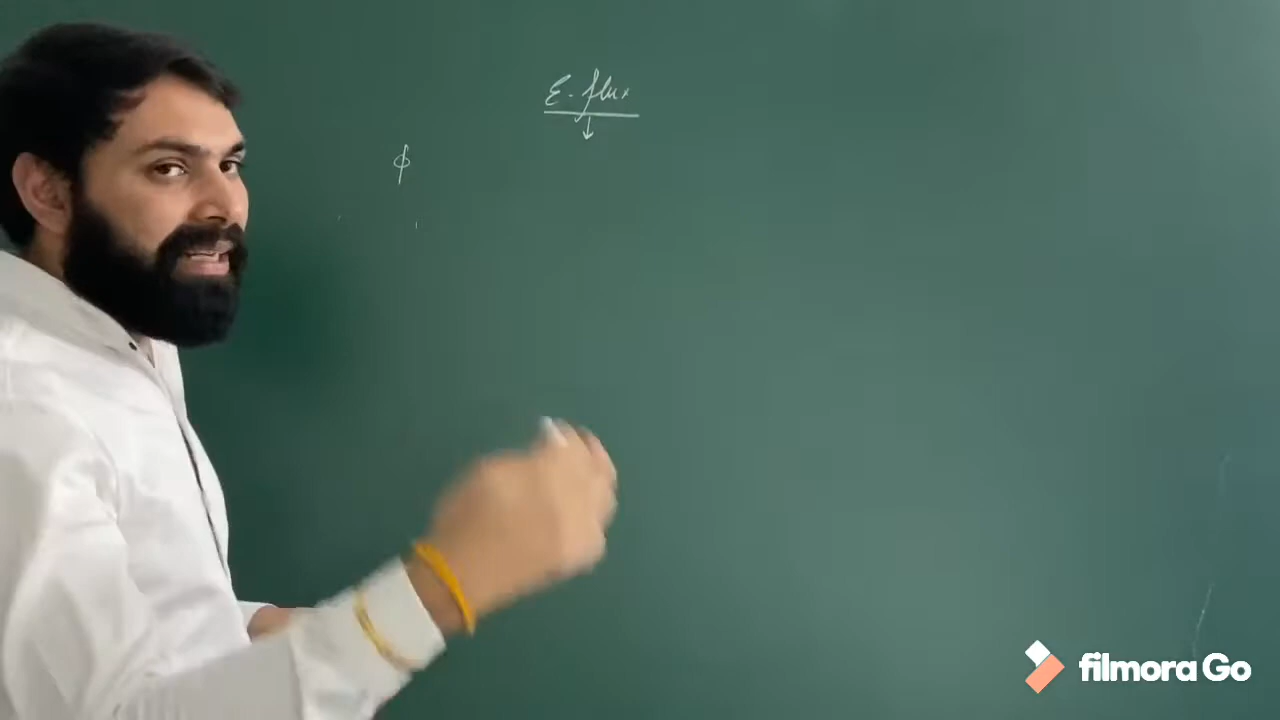 E. flux
↓
ϕ
filmora Go